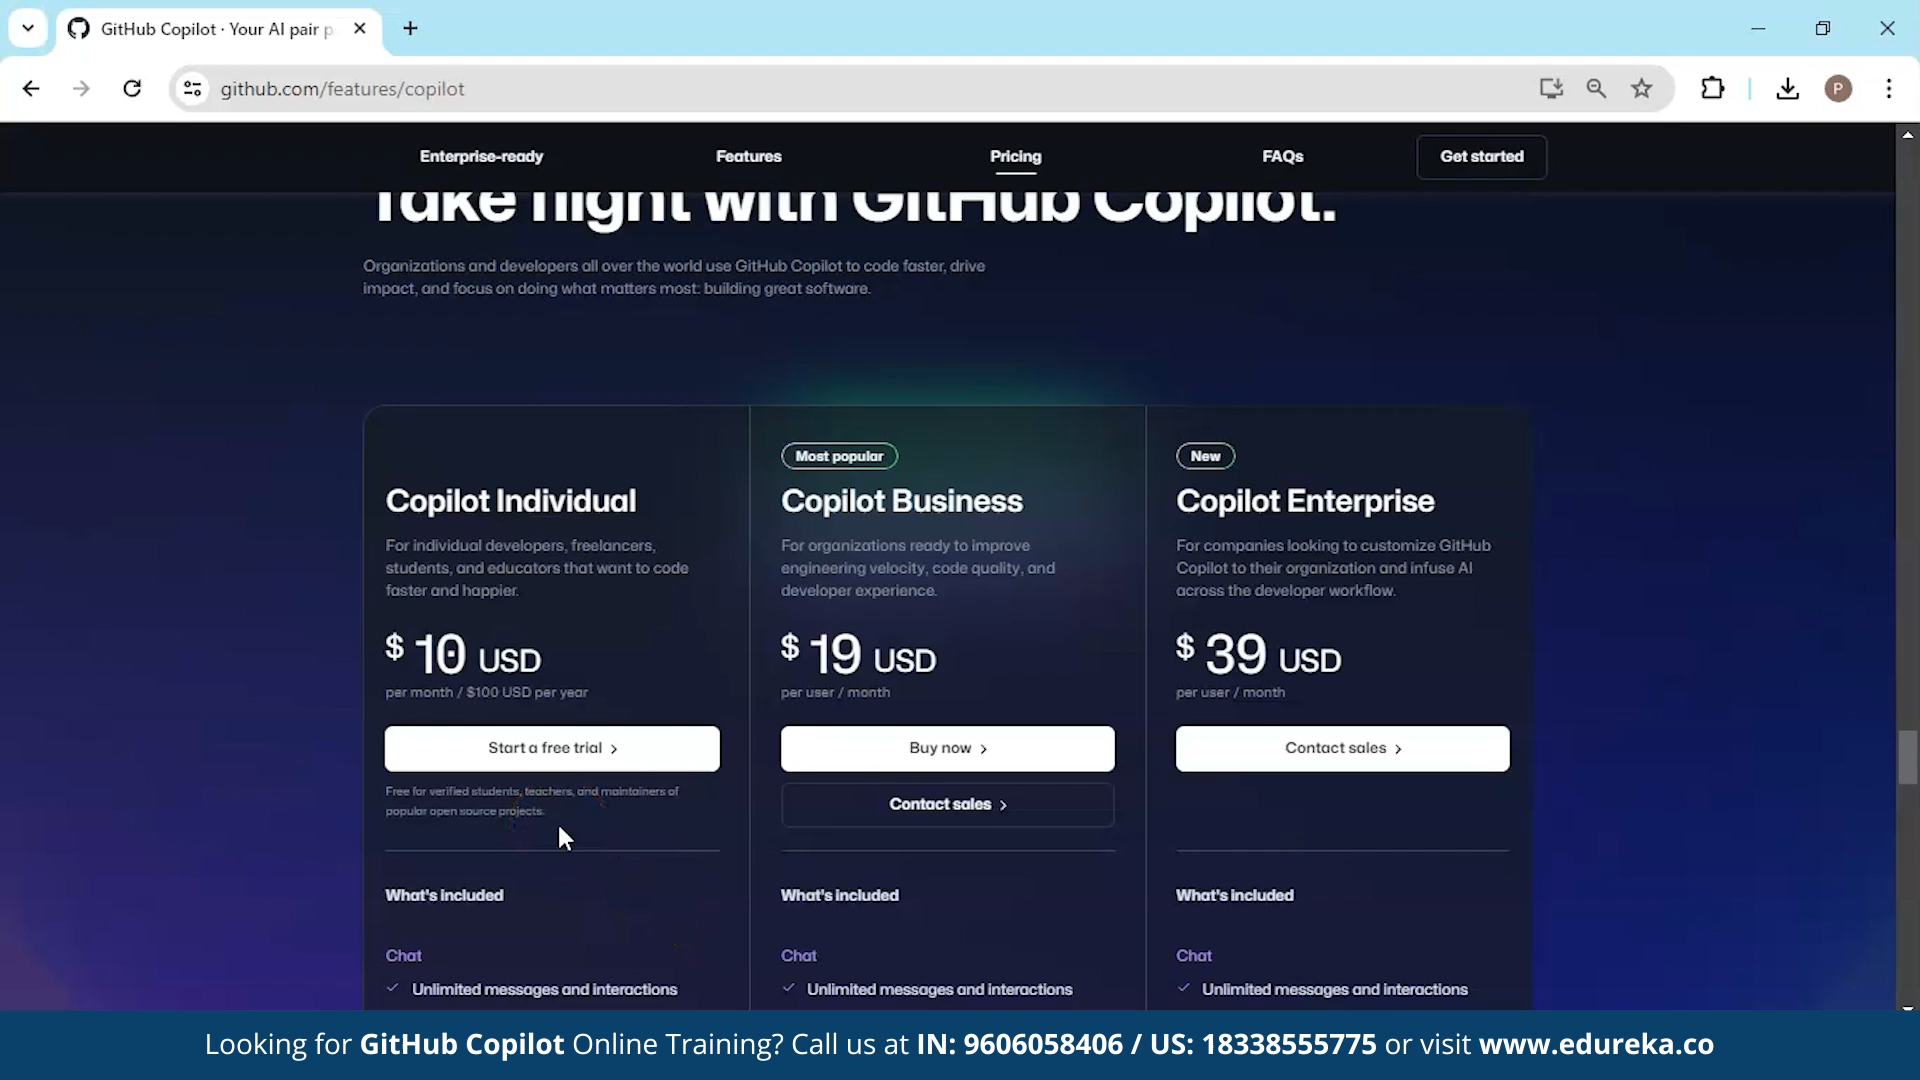 GitHub Copilot · Your AI pair p
github.com/features/copilot
P
Enterprise-ready
Features
Pricing
FAQs
Get started
Take flight with GitHub Copilot.
Organizations and developers all over the world use GitHub Copilot to code faster, drive
impact, and focus on doing what matters most: building great software.
Copilot Individual
For individual developers, freelancers,
students, and educators that want to code
faster and happier.
$ 10 USD
per month / $100 USD per year
Start a free trial
Free for verified students, teachers, and maintainers of
popular open source projects.
What's included
Chat
Unlimited messages and interactions
Most popular
Copilot Business
For organizations ready to improve
engineering velocity, code quality, and
developer experience.
$ 19 USD
per user / month
Buy now
Contact sales
What's included
Chat
Unlimited messages and interactions
New
Copilot Enterprise
For companies looking to customize GitHub
Copilot to their organization and infuse AI
across the developer workflow.
$ 39 USD
per user / month
Contact sales
What's included
Chat
Unlimited messages and interactions
Looking for GitHub Copilot Online Training? Call us at IN: 9606058406 / US: 18338555775 or visit www.edureka.co